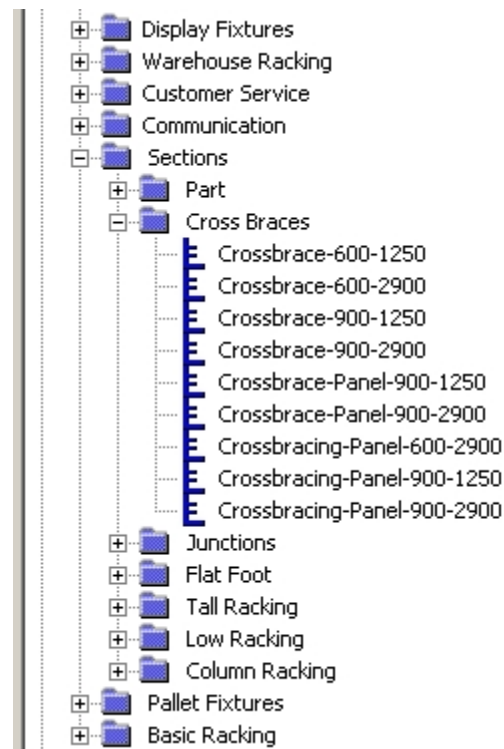 Display Fixtures
Warehouse Racking
Customer Service
Communication
Sections
Part
Cross Braces
Crossbrace-600-1250
Crossbrace-600-2900
Crossbrace-900-1250
Crossbrace-900-2900
Crossbrace-Panel-900-1250
Crossbrace-Panel-900-2900
Crossbracing-Panel-600-2900
Crossbracing-Panel-900-1250
Crossbracing-Panel-900-2900
Junctions
Flat Foot
Tall Racking
Low Racking
Column Racking
Pallet Fixtures
Basic Racking